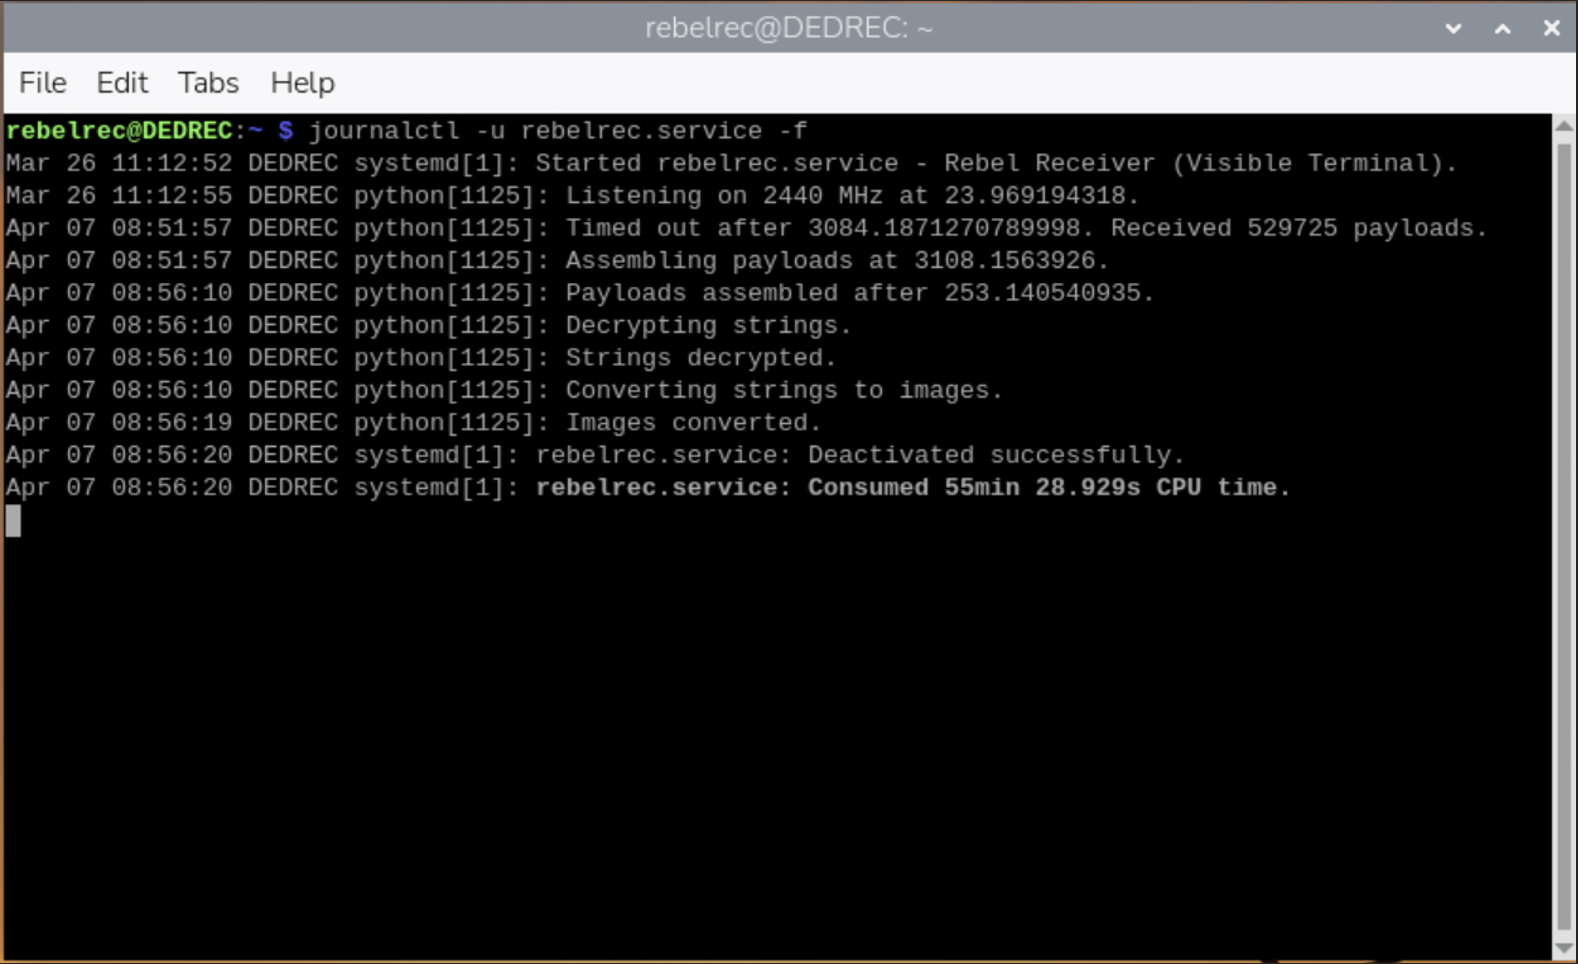 rebelrec@DEDREC: ~
File Edit Tabs Help
rebelrec@DEDREC:~ $ journalctl -u rebelrec.service -f
Mar 26 11:12:52 DEDREC systemd[1]: Started rebelrec.service - Rebel Receiver (Visible Terminal).
Mar 26 11:12:55 DEDREC python[1125]: Listening on 2440 MHz at 23.969194318.
Apr 07 08:51:57 DEDREC python[1125]: Timed out after 3084.1871270789998. Received 529725 payloads.
Apr 07 08:51:57 DEDREC python[1125]: Assembling payloads at 3108.1563926.
Apr 07 08:56:10 DEDREC python[1125]: Payloads assembled after 253.140540935.
Apr 07 08:56:10 DEDREC python[1125]: Decrypting strings.
Apr 07 08:56:10 DEDREC python[1125]: Strings decrypted.
Apr 07 08:56:10 DEDREC python[1125]: Converting strings to images.
Apr 07 08:56:19 DEDREC python[1125]: Images converted.
Apr 07 08:56:20 DEDREC systemd[1]: rebelrec.service: Deactivated successfully.
Apr 07 08:56:20 DEDREC systemd[1]: rebelrec.service: Consumed 55min 28.929s CPU time.